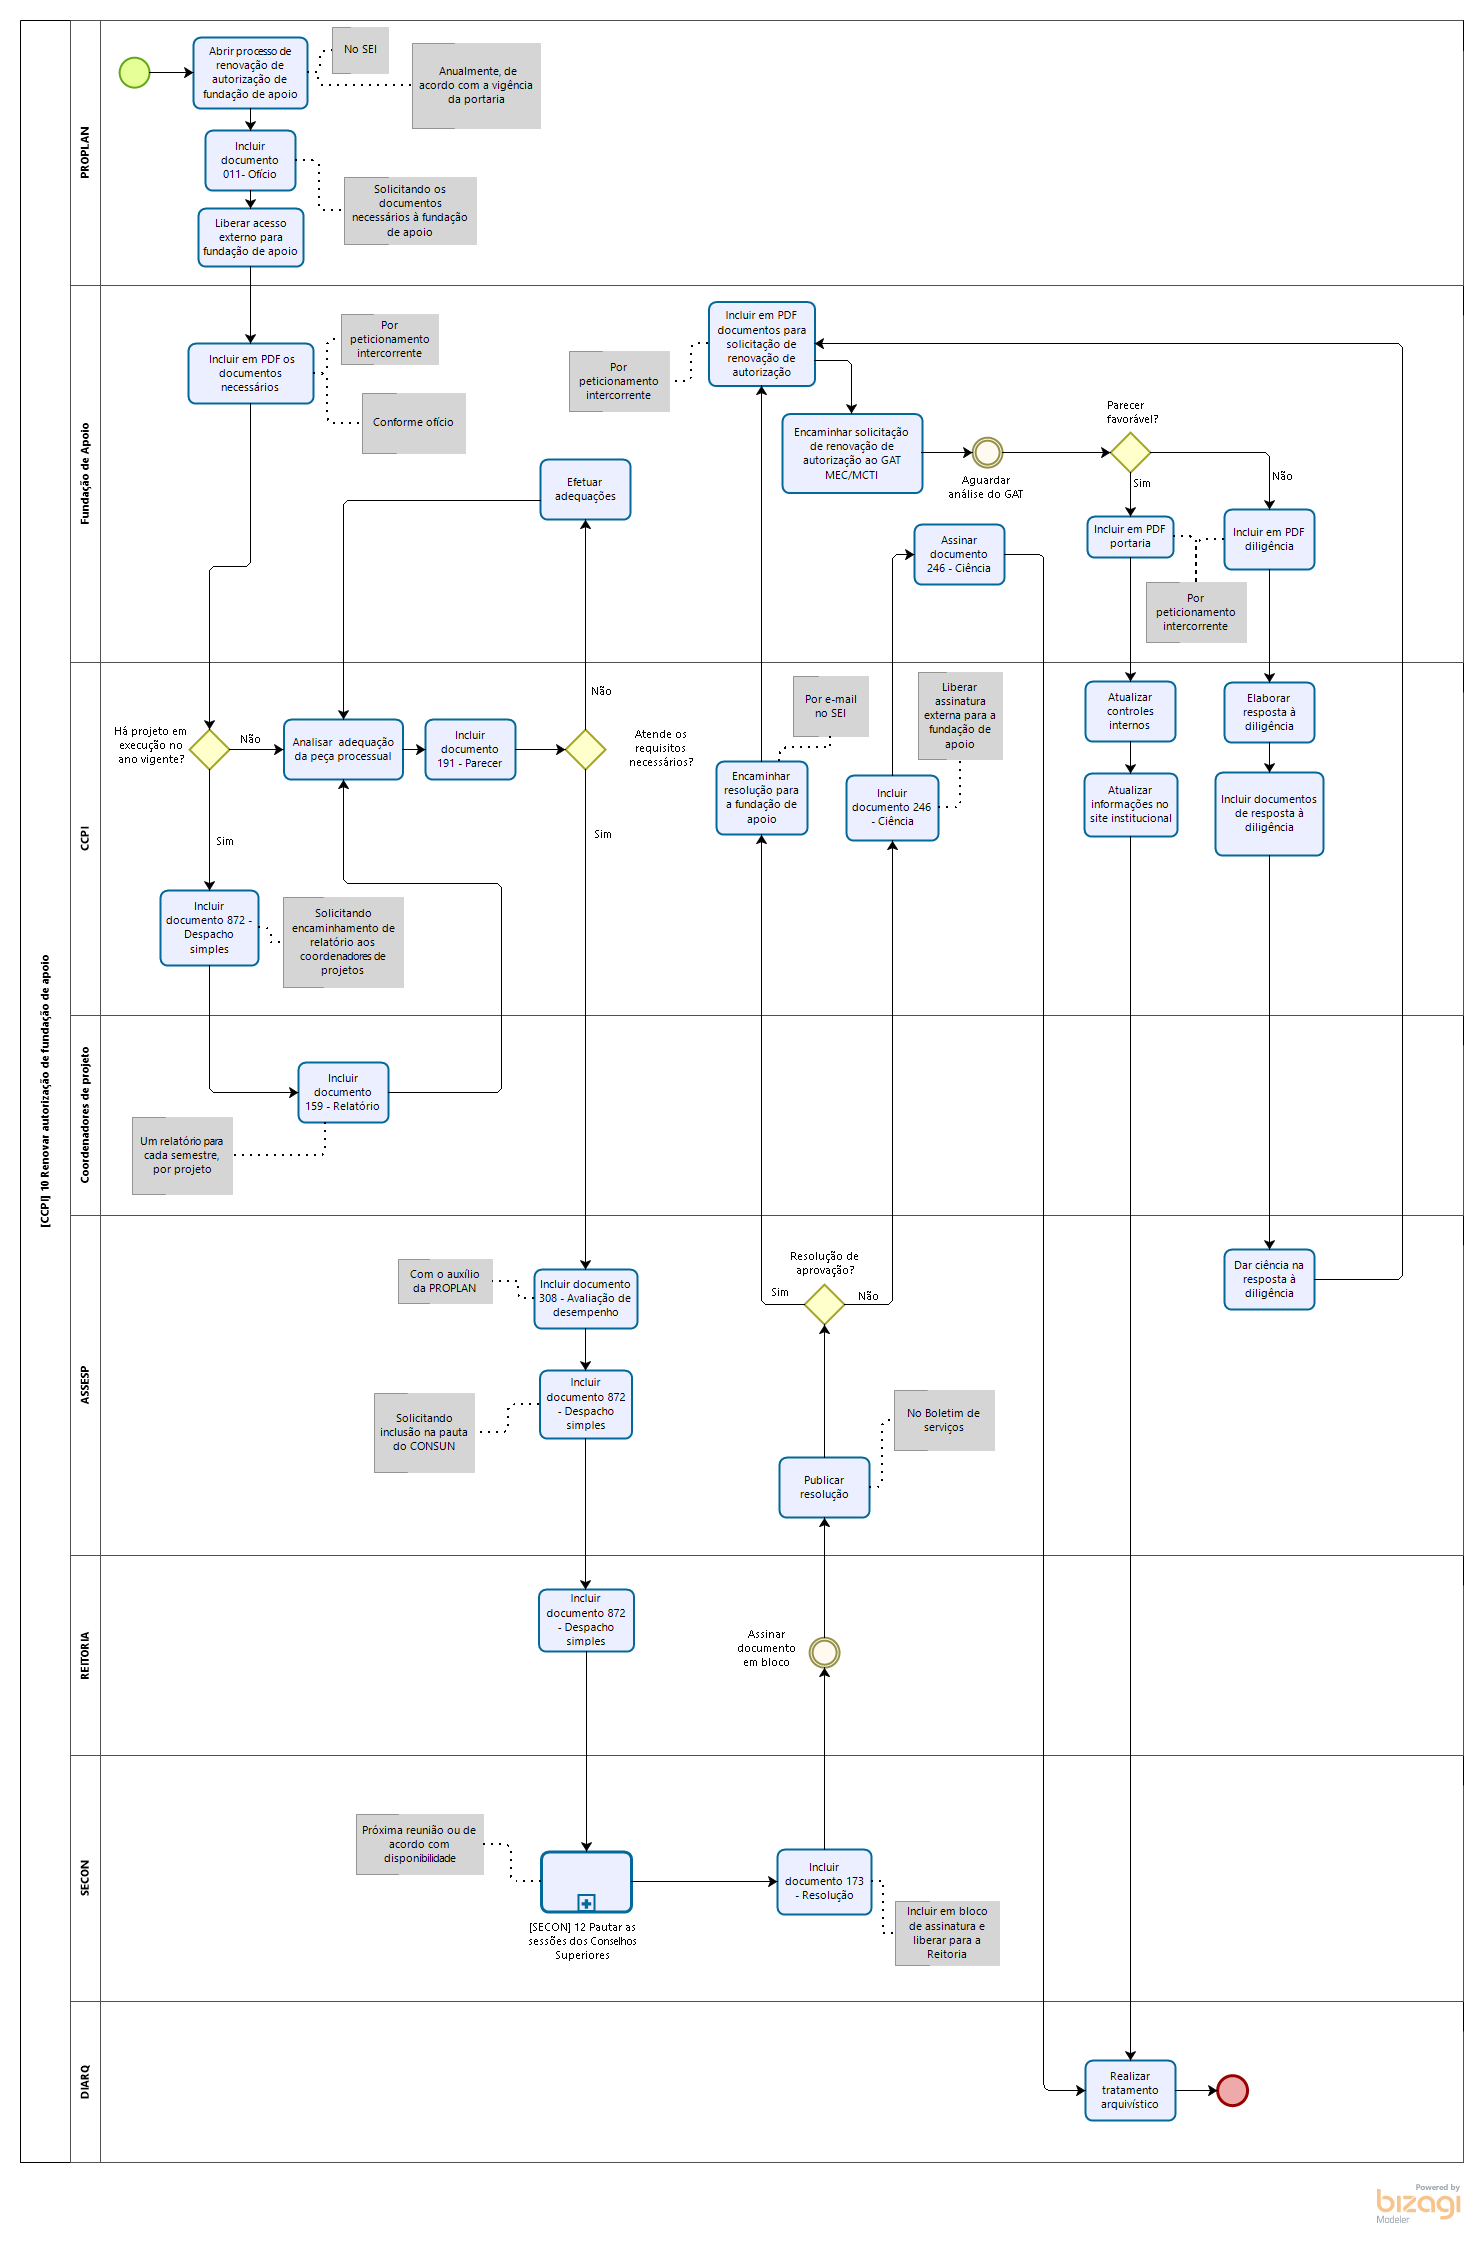 [CCPI] 10 Renovar autorização de fundação de apoio
PROPLAN
Abrir processo de
renovação de
autorização de
fundação de apoio
No SEI
Anualmente, de
acordo com a vigência
da portaria
Incluir
documento
011- Ofício
Solicitando os
documentos
necessários à fundação
de apoio
Liberar acesso
externo para
fundação de apoio
Fundação de Apoio
Incluir em PDF os
documentos
necessários
Por
peticionamento
intercorrente
Conforme ofício
Efetuar
adequações
Por
peticionamento
intercorrente
Incluir em PDF
documentos para
solicitação de
renovação de
autorização
Encaminhar solicitação
de renovação de
autorização ao GAT
MEC/MCTI
Aguardar
análise do GAT
Parecer
favorável?
Sim
Não
Incluir em PDF
portaria
Incluir em PDF
diligência
Por
peticionamento
intercorrente
Assinar
documento
246 - Ciência
CCPI
Há projeto em
execução no
ano vigente?
Não
Sim
Analisar adequação
da peça processual
Incluir
documento
191 - Parecer
Não
Atende os
requisitos
necessários?
Sim
Incluir
documento 872 -
Despacho
simples
Solicitando
encaminhamento de
relatório aos
coordenadores de
projetos
Por e-mail
no SEI
Encaminhar
resolução para
a fundação de
apoio
Liberar
assinatura
externa para a
fundação de
apoio
Incluir
documento 246
- Ciência
Atualizar
controles
internos
Atualizar
informações no
site institucional
Elaborar
resposta à
diligência
Incluir documentos
de resposta à
diligência
Coordenadores de projeto
Incluir
documento
159 - Relatório
Um relatório para
cada semestre,
por projeto
ASSESP
Com o auxílio
da PROPLAN
Incluir documento
308 - Avaliação de
desempenho
Solicitando
inclusão na pauta
do CONSUN
Incluir
documento 872
- Despacho
simples
Resolução de
aprovação?
Sim
Não
No Boletim de
serviços
Publicar
resolução
Dar ciência na
resposta à
diligência
REITORIA
Incluir
documento 872
- Despacho
simples
Assinar
documento
em bloco
SECON
Próxima reunião ou de
acordo com
disponibilidade
[SECON] 12 Pautar as
sessões dos Conselhos
Superiores
Incluir
documento 173
- Resolução
Incluir em bloco
de assinatura e
liberar para a
Reitoria
DIARQ
Realizar
tratamento
arquivístico
Powered by
bizagi
Modeler